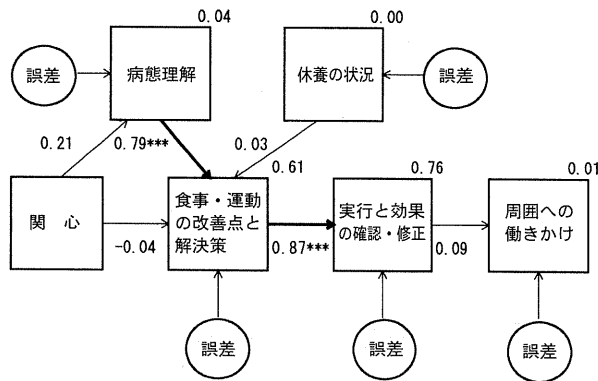 0.04
0.00
誤差
病態理解
休養の状況
誤差
0.21
0.79***
0.03
0.61
0.76
0.01
関 心
食事・運動
の改善点と
解決策
実行と効果
の確認・修正
周囲への
働きかけ
-0.04
0.87***
0.09
誤差
誤差
誤差